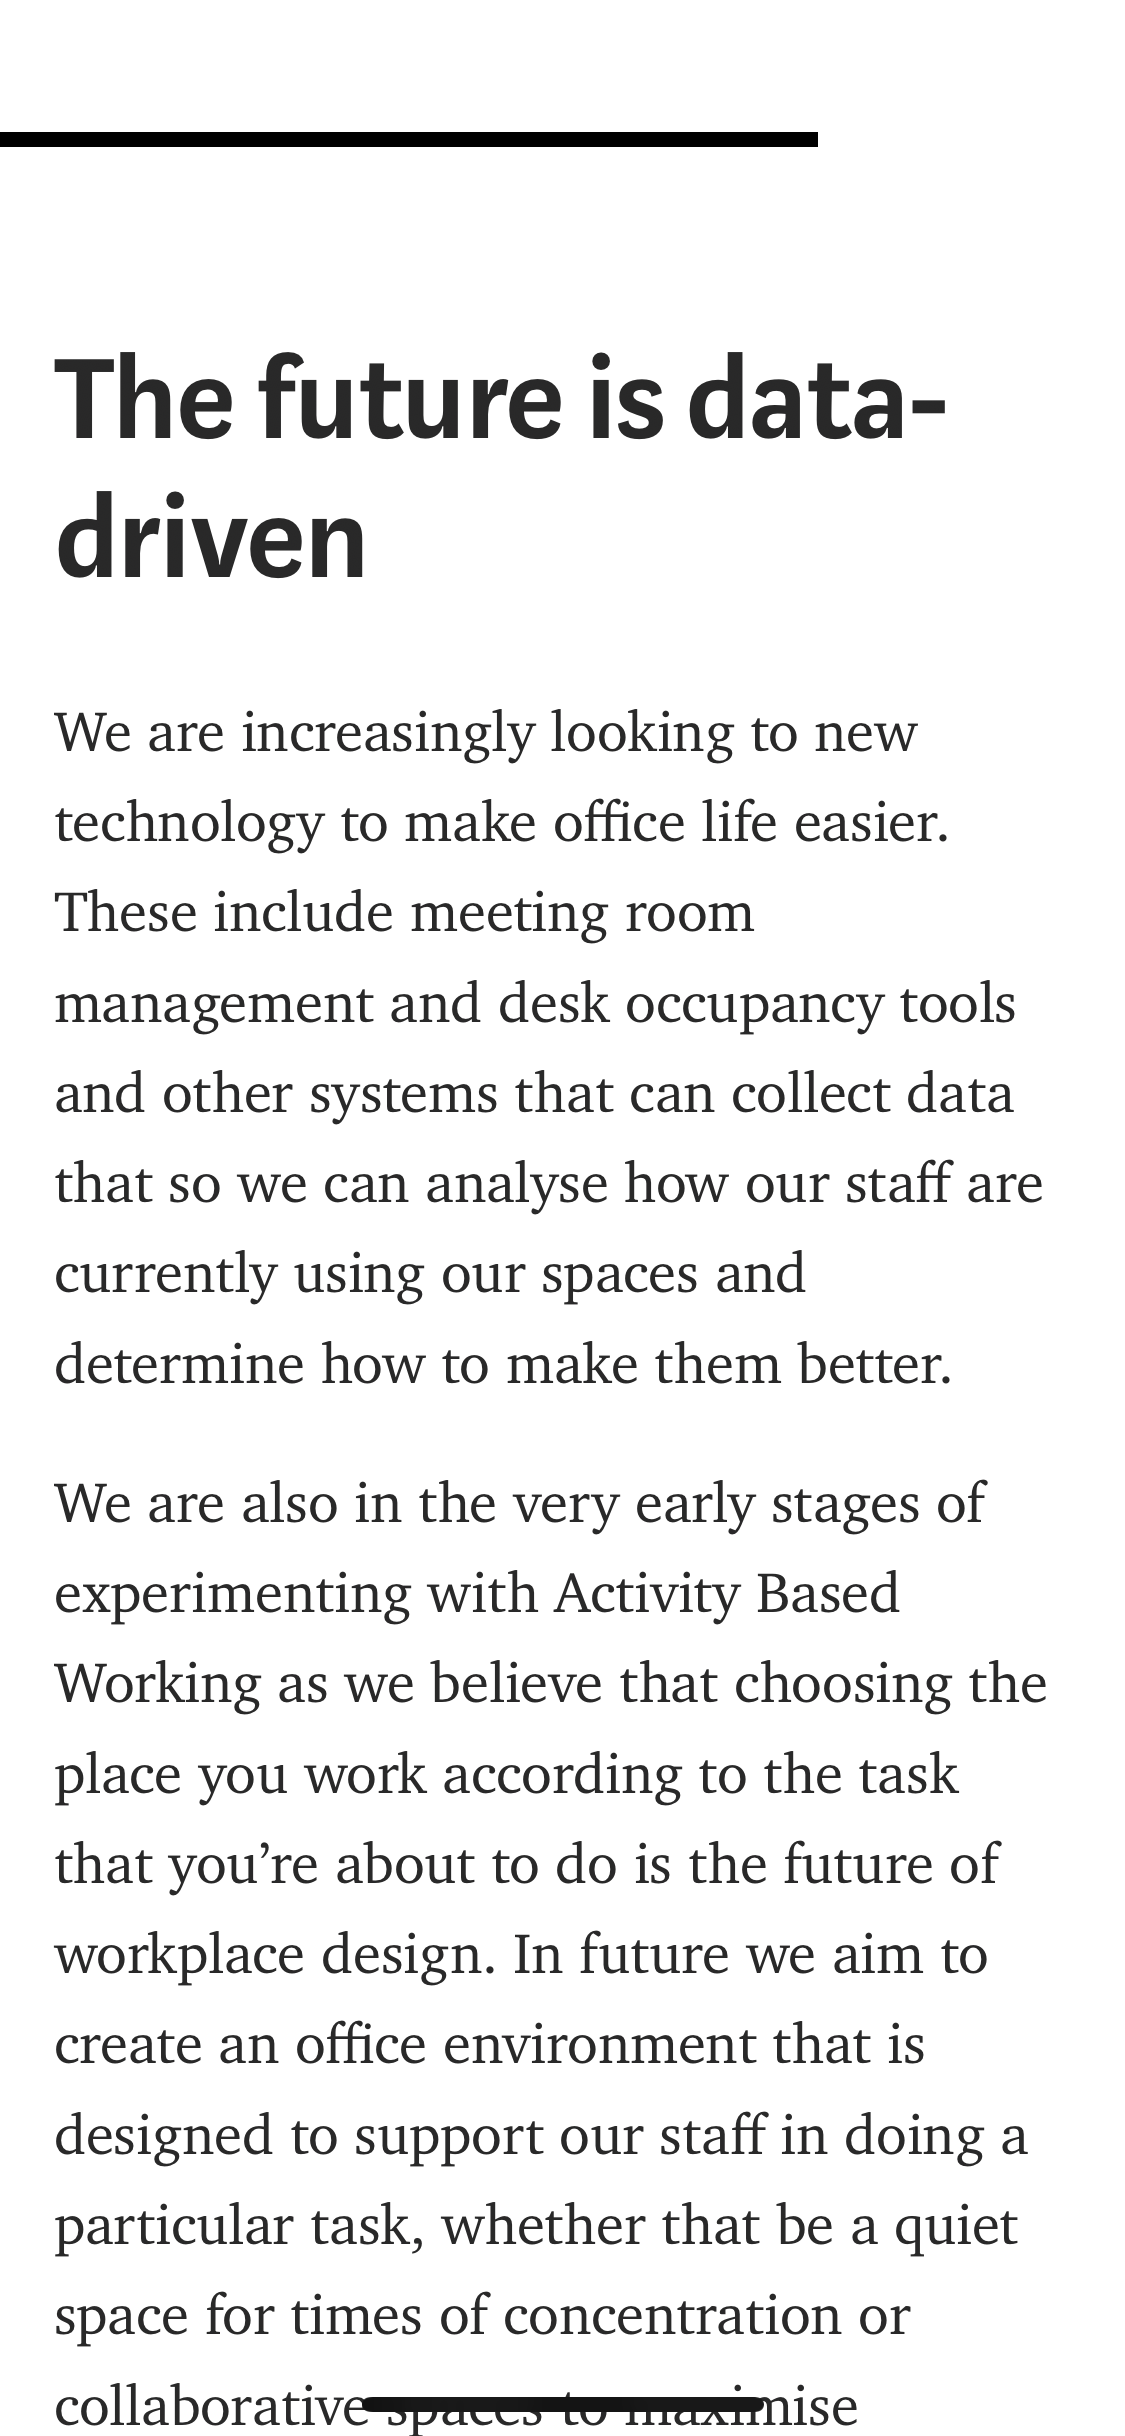 The future is data-
driven
We are increasingly looking to new
technology to make office life easier.
These include meeting room
management and desk occupancy tools
and other systems that can collect data
that so we can analyse how our staff are
currently using our spaces and
determine how to make them better.
We are also in the very early stages of
experimenting with Activity Based
Working as we believe that choosing the
place you work according to the task
that you’re about to do is the future of
workplace design. In future we aim to
create an office environment that is
designed to support our staff in doing a
particular task, whether that be a quiet
space for times of concentration or
collaborative spaces to maximise